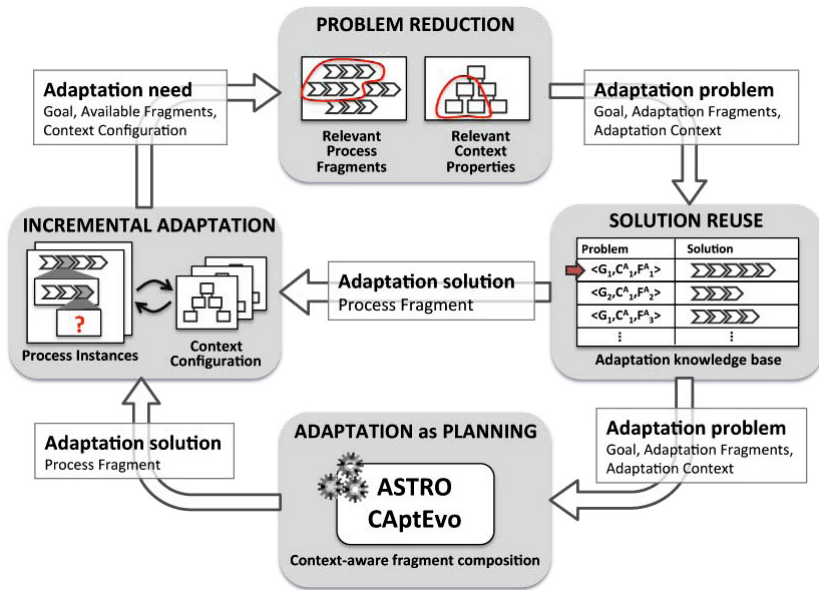 PROBLEM REDUCTION
Relevant
Process
Fragments
Relevant
Context
Properties
Adaptation need
Goal, Available Fragments,
Context Configuration
Adaptation problem
Goal, Adaptation Fragments,
Adaptation Context
INCREMENTAL ADAPTATION
?
Process Instances
Context
Configuration
Adaptation solution
Process Fragment
SOLUTION REUSE
Problem Solution
<G₁,Cᴬ₁,Fᴬ₁>
<G₂,Cᴬ₁,Fᴬ₂>
<G₁,Cᴬ₁,Fᴬ₃>
⋮ ⋮
Adaptation knowledge base
Adaptation solution
Process Fragment
ADAPTATION as PLANNING
ASTRO
CAptEvo
Context-aware fragment composition
Adaptation problem
Goal, Adaptation Fragments,
Adaptation Context